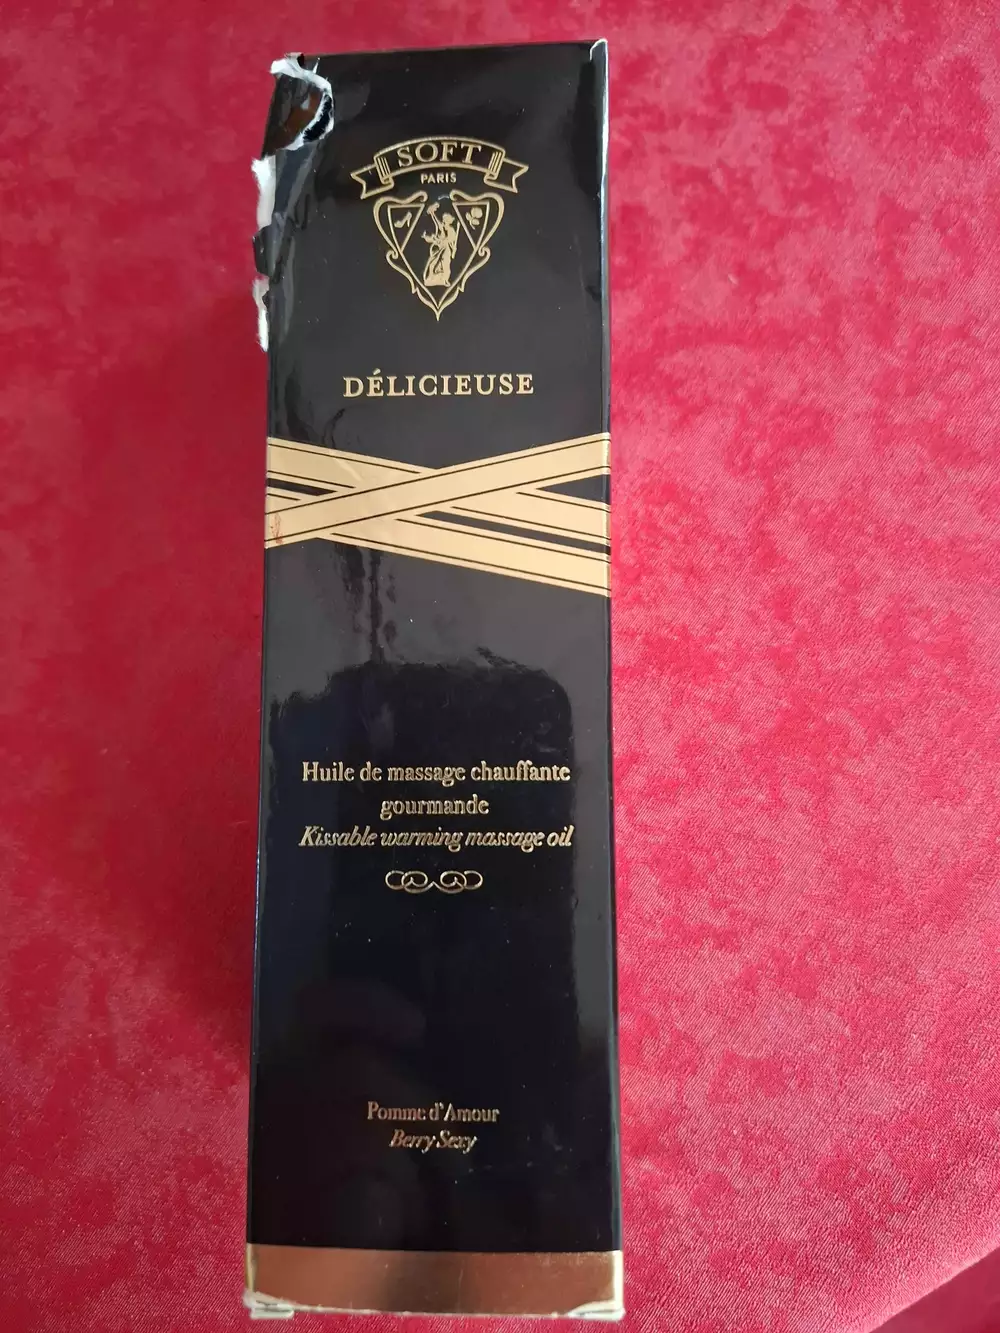 SOFT
PARIS
DÉLICIEUSE
Huile de massage chauffante
gourmande
Kissable warming massage oil
Pomme d'Amour
Berry Sexy